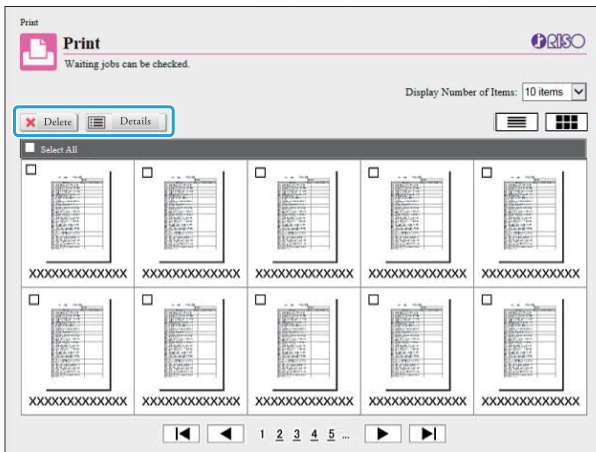 Print
Print
RISO
Waiting jobs can be checked.
Display Number of Items: 10 items
Delete Details
Select All
XXXXXXXXXXXXX XXXXXXXXXXXXX XXXXXXXXXXXXX XXXXXXXXXXXXX XXXXXXXXXXXXX
XXXXXXXXXXXXX XXXXXXXXXXXXX XXXXXXXXXXXXX XXXXXXXXXXXXX XXXXXXXXXXXXX
1 2 3 4 5 ...